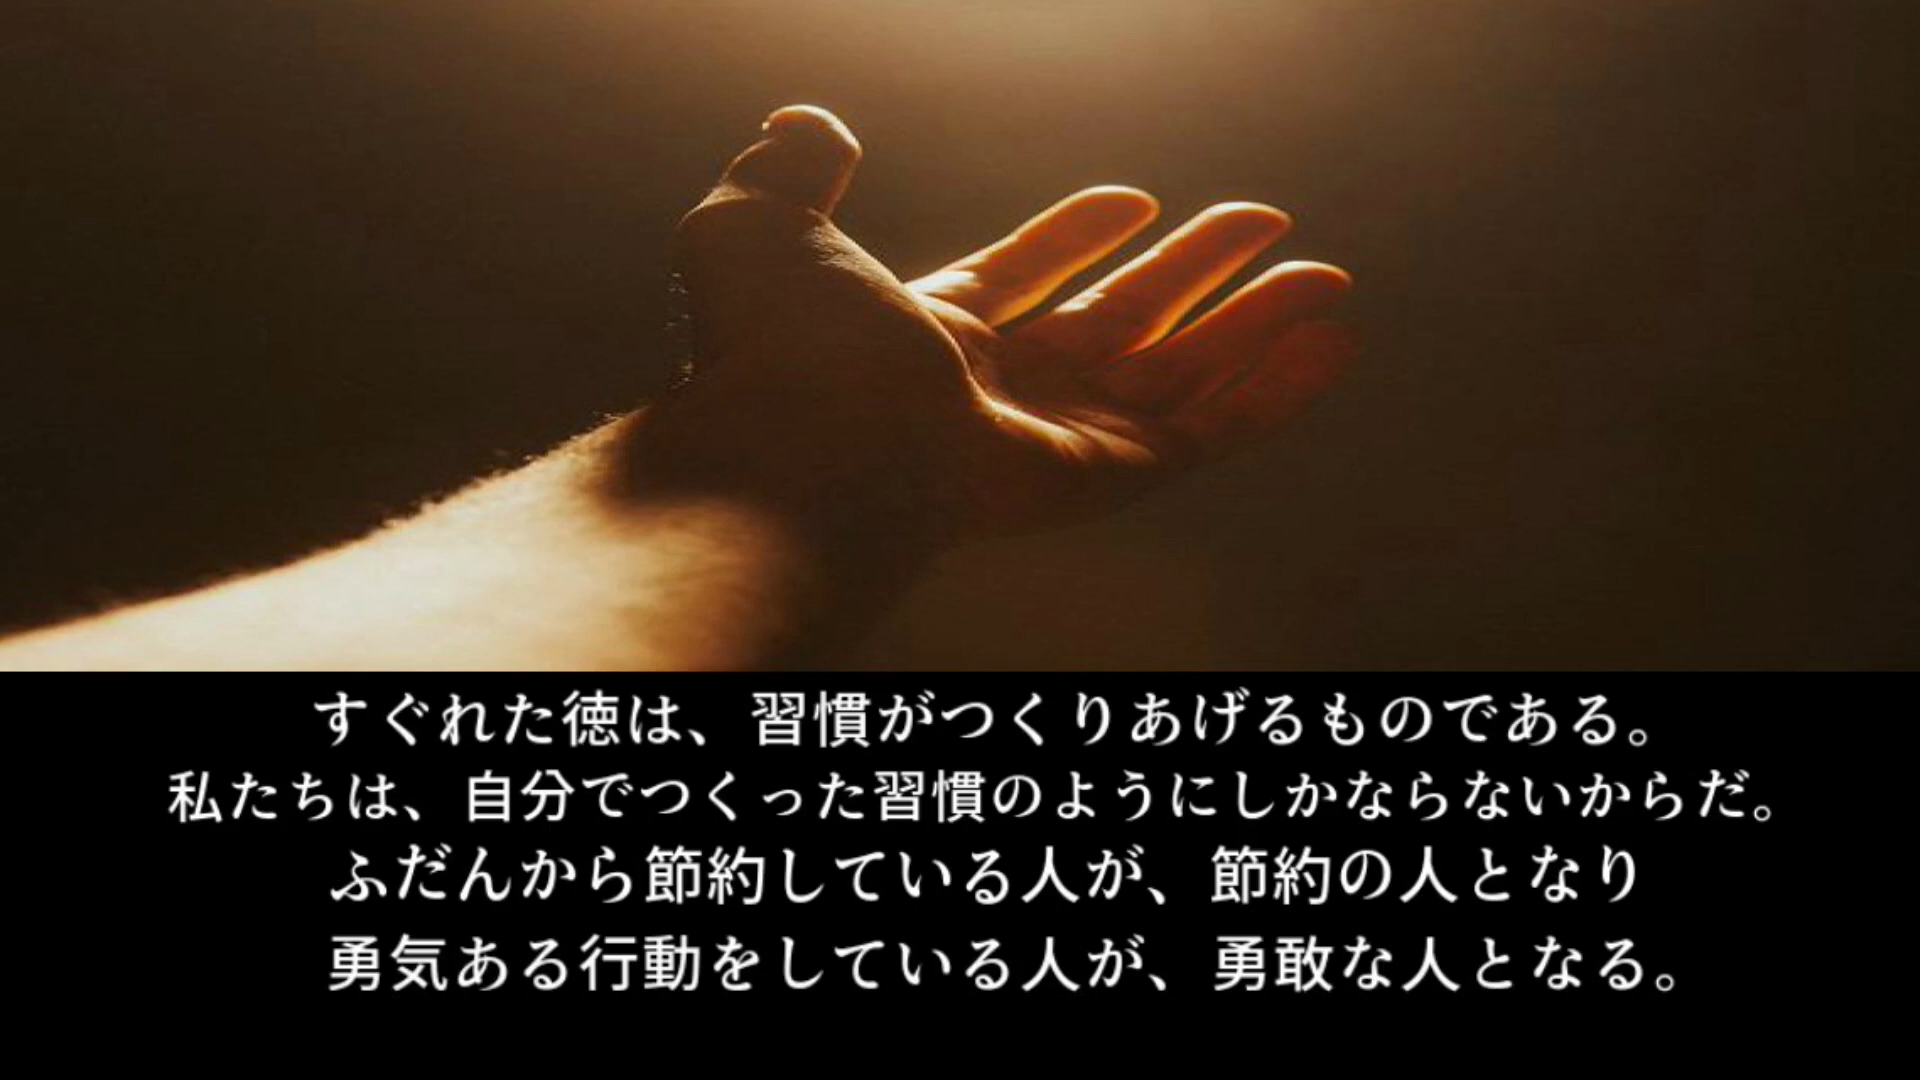 すぐれた徳は、習慣がつくりあげるものである。
私たちは、自分でつくった習慣のようにしかならないからだ。
ふだんから節約している人が、節約の人となり
勇気ある行動をしている人が、勇敢な人となる。